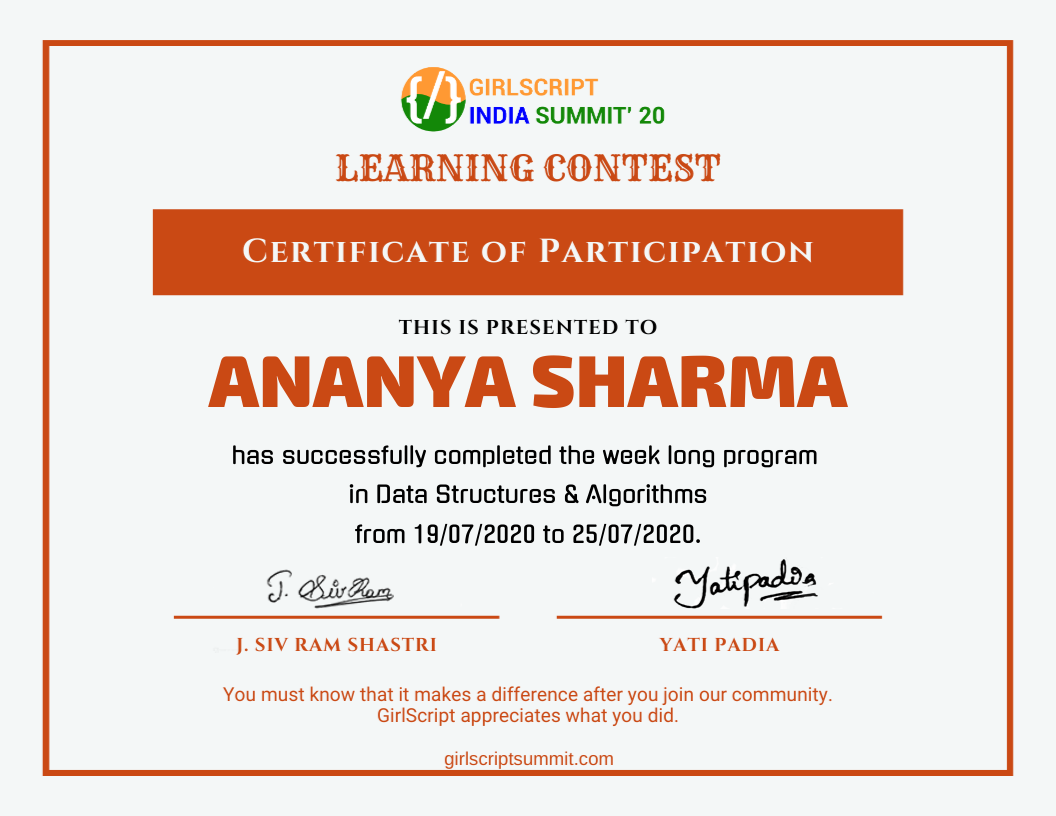 {/} GIRLSCRIPT
INDIA SUMMIT' 20
LEARNING CONTEST
CERTIFICATE OF PARTICIPATION
THIS IS PRESENTED TO
ANANYA SHARMA
has successfully completed the week long program
in Data Structures & Algorithms
from 19/07/2020 to 25/07/2020.
J. Siv Ram
Yatipadia
J. SIV RAM SHASTRI
YATI PADIA
You must know that it makes a difference after you join our community.
GirlScript appreciates what you did.
girlscriptsummit.com